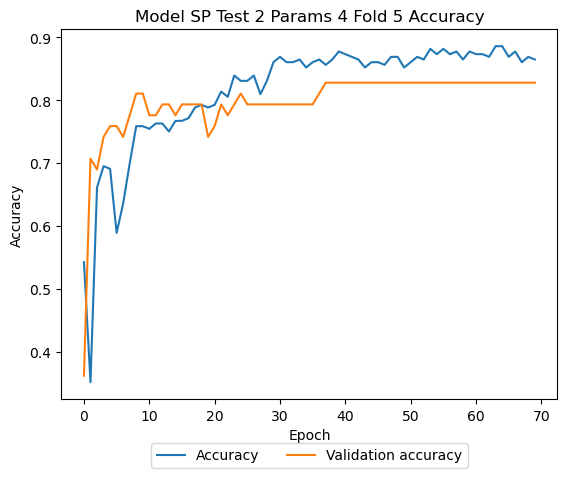 Model SP Test 2 Params 4 Fold 5 Accuracy
0.9
0.8
0.7
0.6
0.5
0.4
Accuracy
0 10 20 30 40 50 60 70
Epoch
Accuracy Validation accuracy